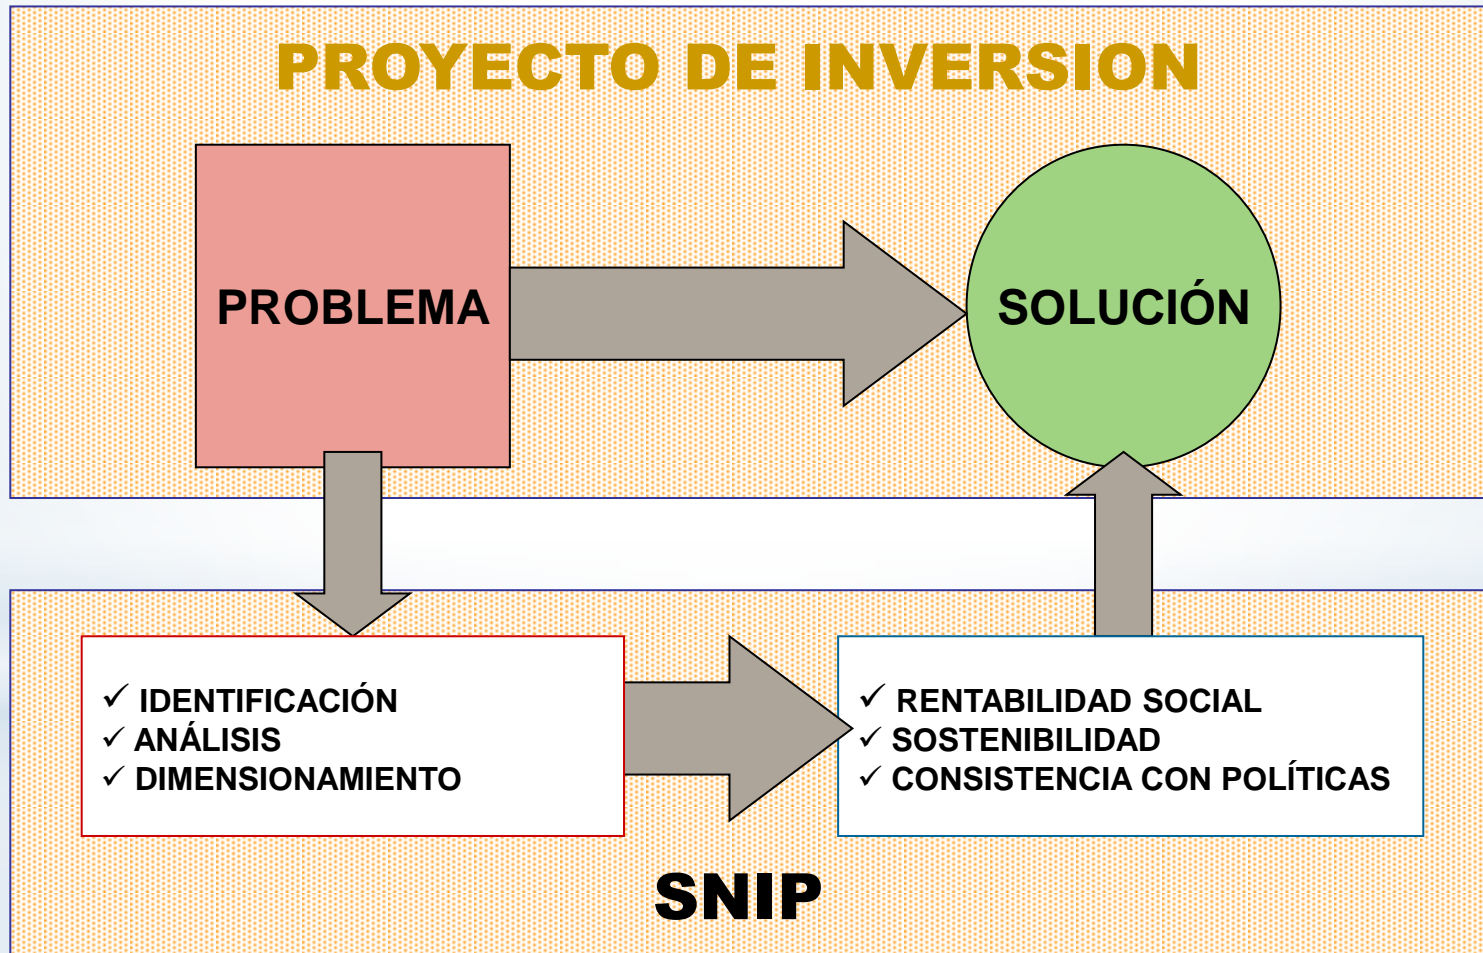 PROYECTO DE INVERSION
PROBLEMA
SOLUCIÓN
✓ IDENTIFICACIÓN
✓ ANÁLISIS
✓ DIMENSIONAMIENTO
✓ RENTABILIDAD SOCIAL
✓ SOSTENIBILIDAD
✓ CONSISTENCIA CON POLÍTICAS
SNIP